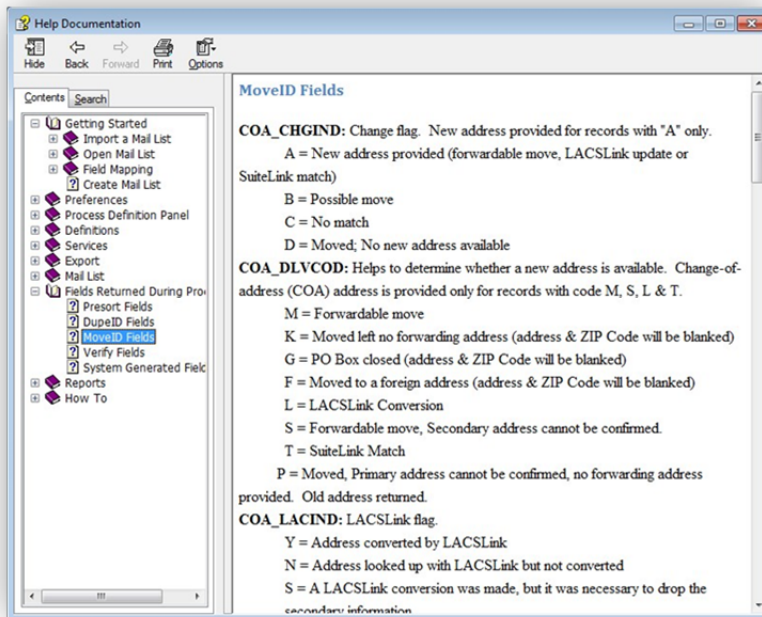 Help Documentation
Hide Back Forward Print Options
Contents Search
Getting Started
Import a Mail List
Open Mail List
Field Mapping
Create Mail List
Preferences
Process Definition Panel
Definitions
Services
Export
Mail List
Fields Returned During Pro
Presort Fields
DupeID Fields
MoveID Fields
Verify Fields
System Generated Field
Reports
How To
MoveID Fields
COA_CHGIND: Change flag. New address provided for records with "A" only.
A = New address provided (forwardable move, LACSLink update or
SuiteLink match)
B = Possible move
C = No match
D = Moved; No new address available
COA_DLVCOD: Helps to determine whether a new address is available. Change-of-
address (COA) address is provided only for records with code M, S, L & T.
M = Forwardable move
K = Moved left no forwarding address (address & ZIP Code will be blanked)
G = PO Box closed (address & ZIP Code will be blanked)
F = Moved to a foreign address (address & ZIP Code will be blanked)
L = LACSLink Conversion
S = Forwardable move, Secondary address cannot be confirmed.
T = SuiteLink Match
P = Moved, Primary address cannot be confirmed, no forwarding address
provided. Old address returned.
COA_LACIND: LACSLink flag.
Y = Address converted by LACSLink
N = Address looked up with LACSLink but not converted
S = A LACSLink conversion was made, but it was necessary to drop the
secondary information